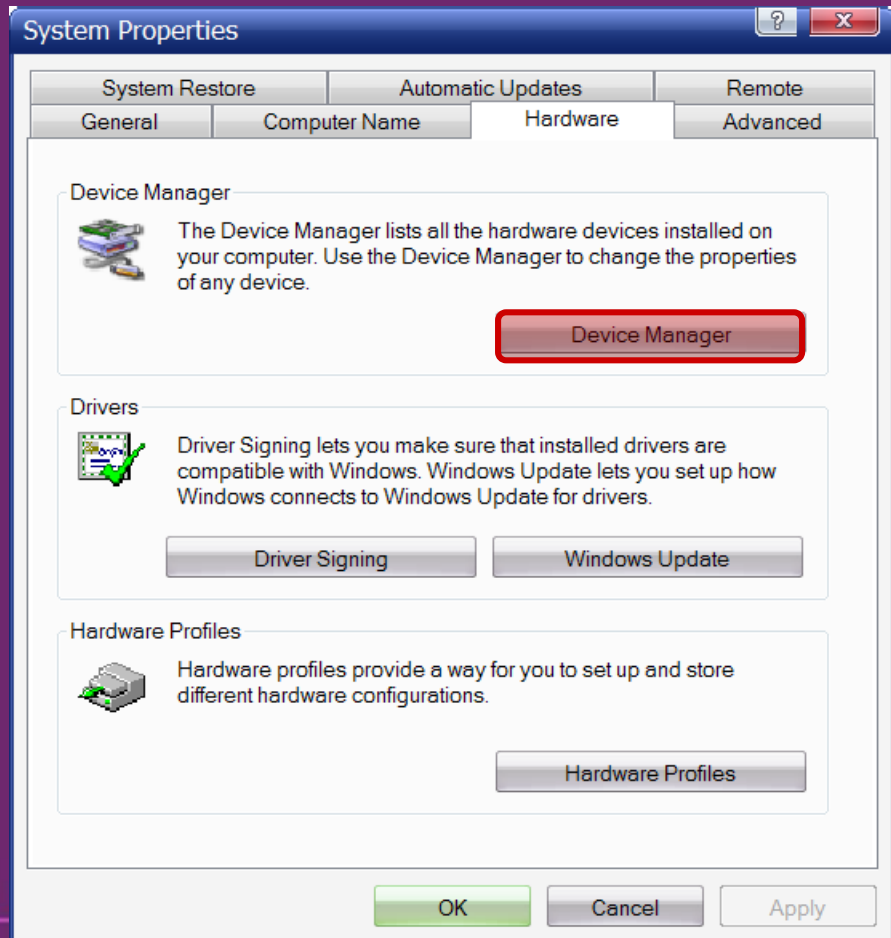 System Properties
?
X
System Restore
Automatic Updates
Remote
General
Computer Name
Hardware
Advanced
Device Manager
The Device Manager lists all the hardware devices installed on
your computer. Use the Device Manager to change the properties
of any device.
Device Manager
Drivers
Driver Signing lets you make sure that installed drivers are
compatible with Windows. Windows Update lets you set up how
Windows connects to Windows Update for drivers.
Driver Signing
Windows Update
Hardware Profiles
Hardware profiles provide a way for you to set up and store
different hardware configurations.
Hardware Profiles
OK
Cancel
Apply